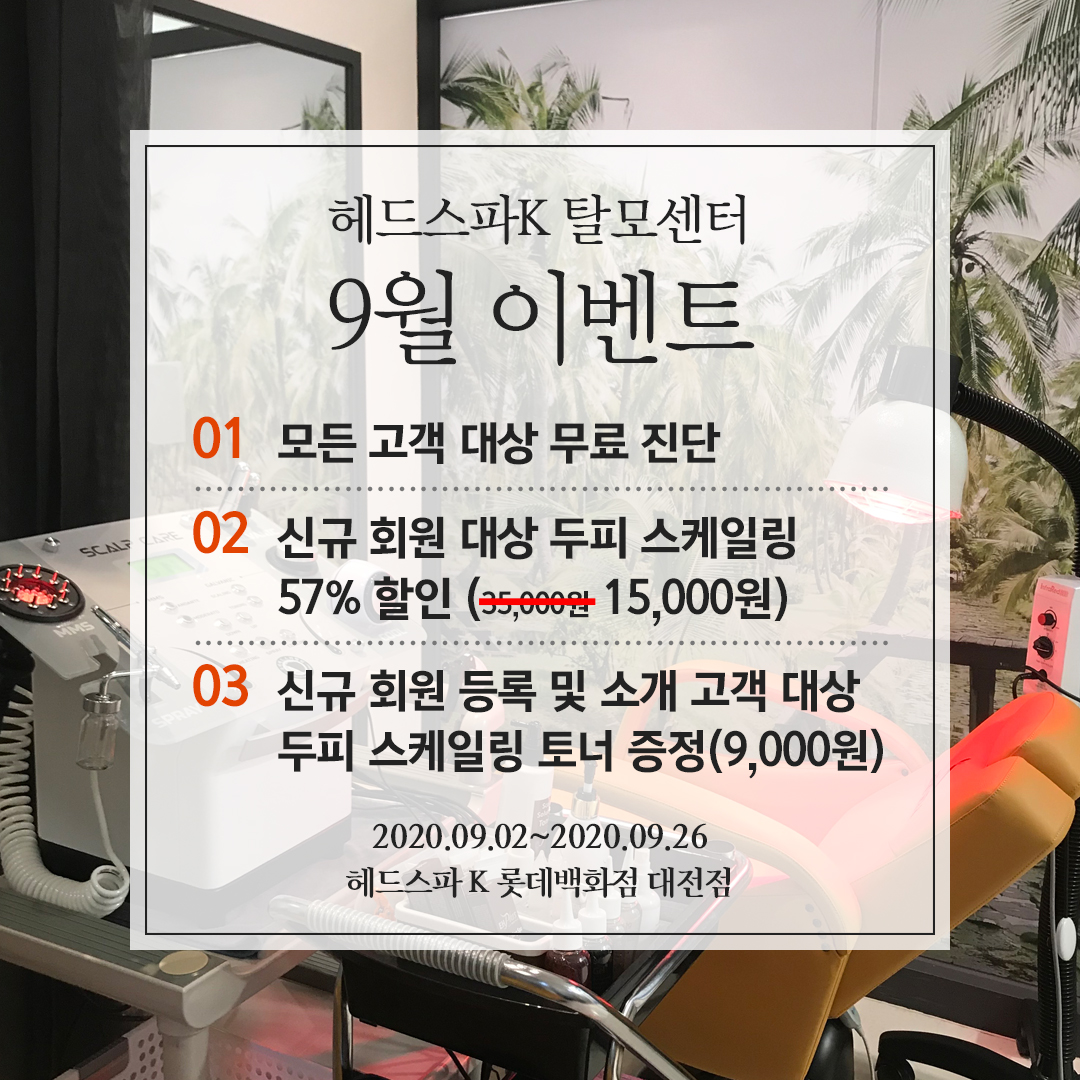 헤드스파K 탈모센터
9월 이벤트
01 모든 고객 대상 무료 진단
02 신규 회원 대상 두피 스케일링
57% 할인 (35,000원 15,000원)
03 신규 회원 등록 및 소개 고객 대상
두피 스케일링 토너 증정(9,000원)
2020.09.02~2020.09.26
헤드스파 K 롯데백화점 대전점
SCALP CARE
MMS
SPRAY